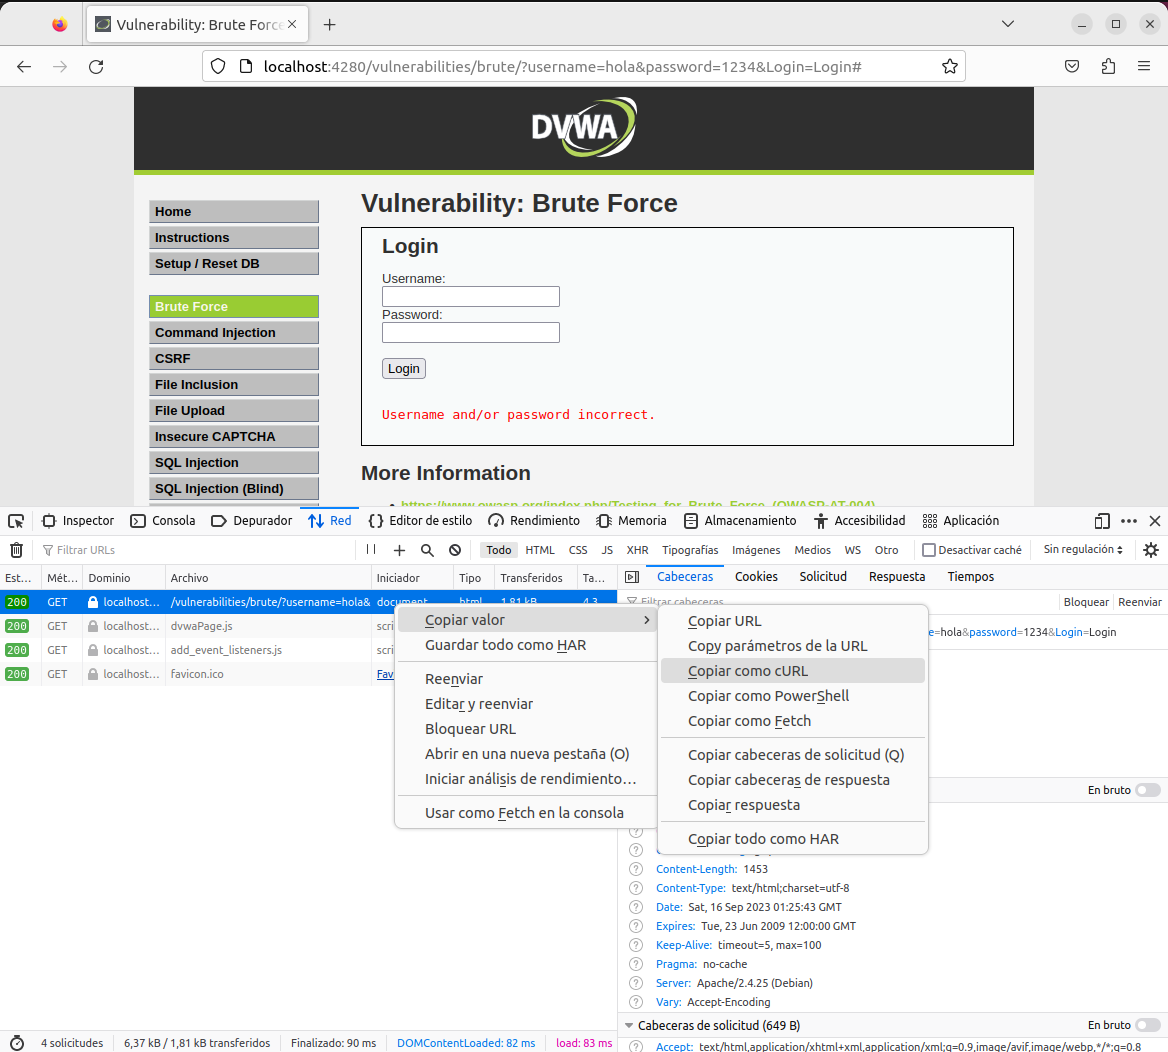 Vulnerability: Brute Force
localhost:4280/vulnerabilities/brute/?username=hola&password=1234&Login=Login#
DVWA
Home
Instructions
Setup / Reset DB
Brute Force
Command Injection
CSRF
File Inclusion
File Upload
Insecure CAPTCHA
SQL Injection
SQL Injection (Blind)
Vulnerability: Brute Force
Login
Username:
Password:
Login
Username and/or password incorrect.
More Information
https://www.owasp.org/index.php/Testing_for_Brute_Force_(OWASP-AT-004)
Inspector Consola Depurador Red Editor de estilo Rendimiento Memoria Almacenamiento Accesibilidad Aplicación
Filtrar URLs Todo HTML CSS JS XHR Tipografías Imágenes Medios WS Otro Desactivar caché Sin regulación
Est... Mét... Dominio Archivo Iniciador Tipo Transferidos Ta...
200 GET localhost... /vulnerabilities/brute/?username=hola& document html 1,81 kB 4,3
200 GET localhost... dvwaPage.js scri
200 GET localhost... add_event_listeners.js scri
200 GET localhost... favicon.ico Fav
Copiar valor
Guardar todo como HAR
Reenviar
Editar y reenviar
Bloquear URL
Abrir en una nueva pestaña (O)
Iniciar análisis de rendimiento...
Usar como Fetch en la consola
Copiar URL
Copy parámetros de la URL
Copiar como cURL
Copiar como PowerShell
Copiar como Fetch
Copiar cabeceras de solicitud (Q)
Copiar cabeceras de respuesta
Copiar respuesta
Copiar todo como HAR
Cabeceras Cookies Solicitud Respuesta Tiempos
Filtrar cabeceras Bloquear Reenviar
e=hola&password=1234&Login=Login
En bruto
Content-Length: 1453
Content-Type: text/html;charset=utf-8
Date: Sat, 16 Sep 2023 01:25:43 GMT
Expires: Tue, 23 Jun 2009 12:00:00 GMT
Keep-Alive: timeout=5, max=100
Pragma: no-cache
Server: Apache/2.4.25 (Debian)
Vary: Accept-Encoding
Cabeceras de solicitud (649 B) En bruto
Accept: text/html,application/xhtml+xml,application/xml;q=0.9,image/avif,image/webp,*/*;q=0.8
4 solicitudes 6,37 kB / 1,81 kB transferidos Finalizado: 90 ms DOMContentLoaded: 82 ms load: 83 ms